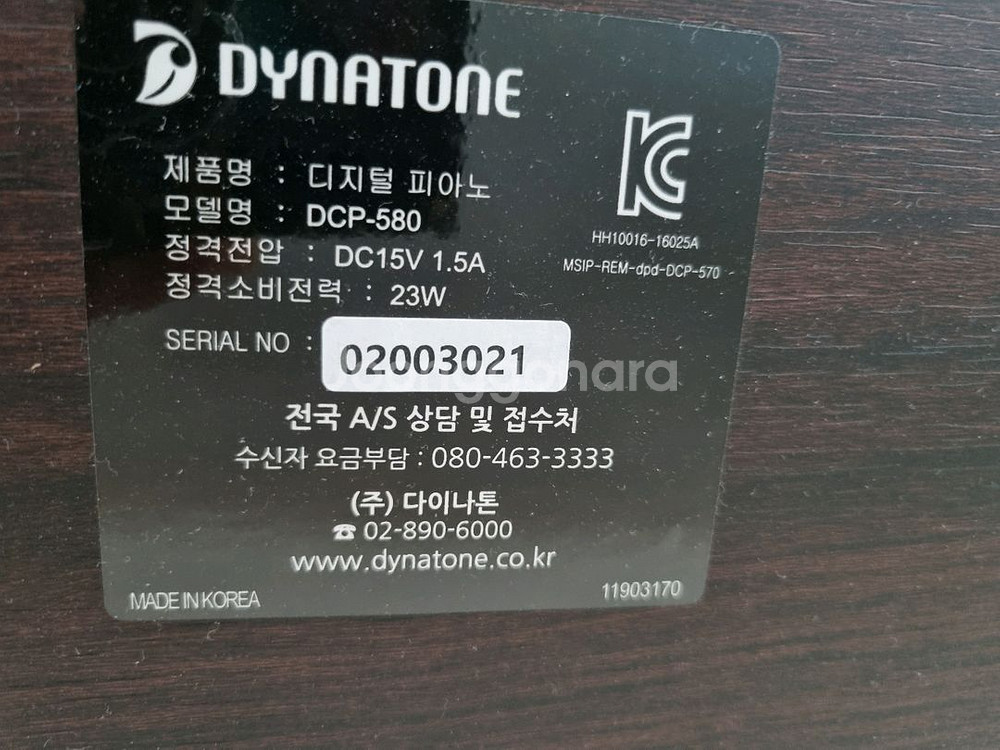 DYNATONE
제품명 : 디지털 피아노
모델명 : DCP-580
정격전압 : DC15V 1.5A
정격소비전력 : 23W
HH10016-16025A
MSIP-REM-dpd-DCP-570
SERIAL NO : 02003021
전국 A/S 상담 및 접수처
수신자 요금부담 : 080-463-3333
(주) 다이나톤
☎ 02-890-6000
www.dynatone.co.kr
MADE IN KOREA
11903170